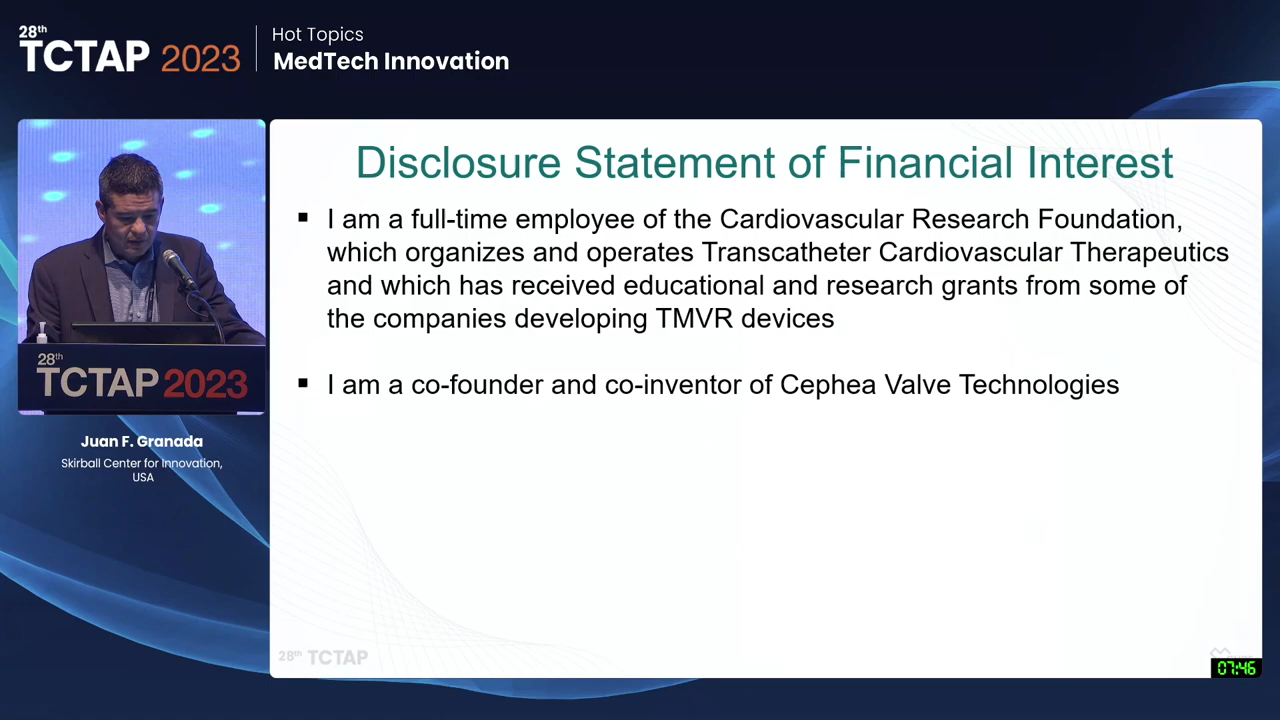 28th
TCTAP 2023
Hot Topics
MedTech Innovation
28th
TCTAP 2023
Juan F. Granada
Skirball Center for Innovation,
USA
Disclosure Statement of Financial Interest
▪ I am a full-time employee of the Cardiovascular Research Foundation,
which organizes and operates Transcatheter Cardiovascular Therapeutics
and which has received educational and research grants from some of
the companies developing TMVR devices
▪ I am a co-founder and co-inventor of Cephea Valve Technologies
28th TCTAP
07:46